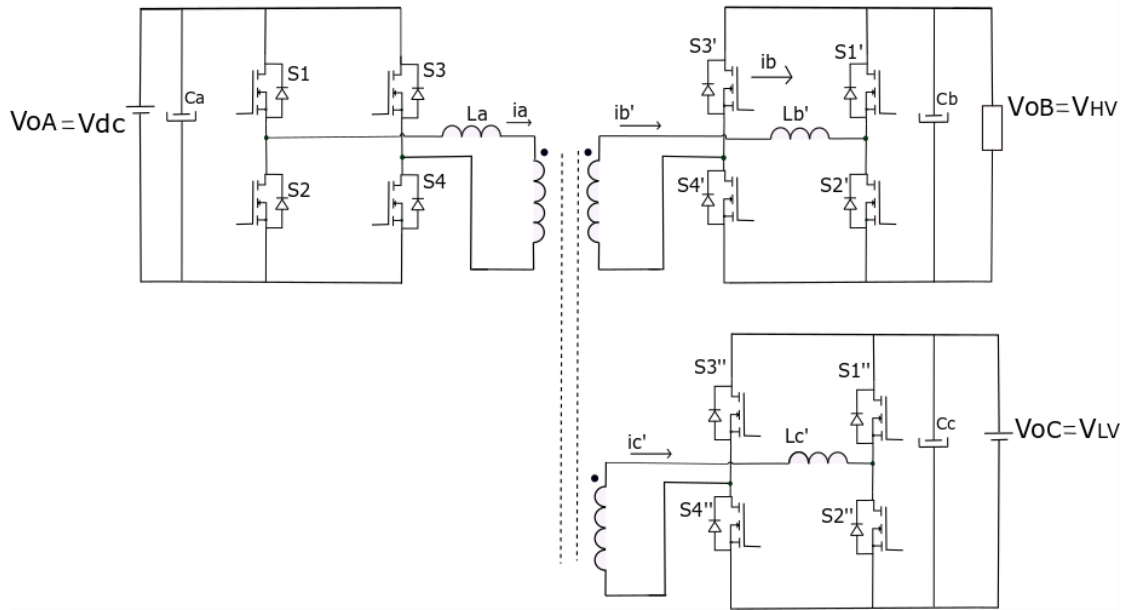 S1
S3
Ca
VoA=Vdc
La
ia
S2
S4
S3'
ib
S1'
Cb
ib'
Lb'
VoB=VHV
S4'
S2'
S3"
S1"
ic'
Lc'
Cc
VoC=VLV
S4"
S2"